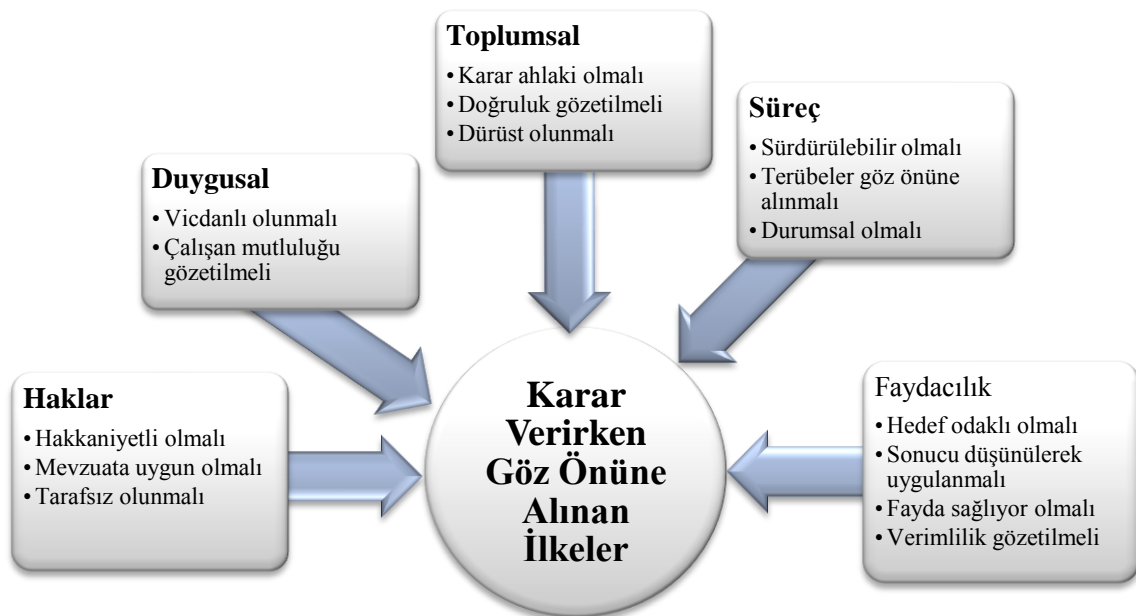 Toplumsal
• Karar ahlaki olmalı
• Doğruluk gözetilmeli
• Dürüst olunmalı
Süreç
• Sürdürülebilir olmalı
• Terübeler göz önüne
alınmalı
• Durumsal olmalı
Duygusal
• Vicdanlı olunmalı
• Çalışan mutluluğu
gözetilmeli
Haklar
• Hakkaniyetli olmalı
• Mevzuata uygun olmalı
• Tarafsız olunmalı
Karar
Verirken
Göz Önüne
Alınan
İlkeler
Faydacılık
• Hedef odaklı olmalı
• Sonucu düşünülerek
uygulanmalı
• Fayda sağlıyor olmalı
• Verimlilik gözetilmeli